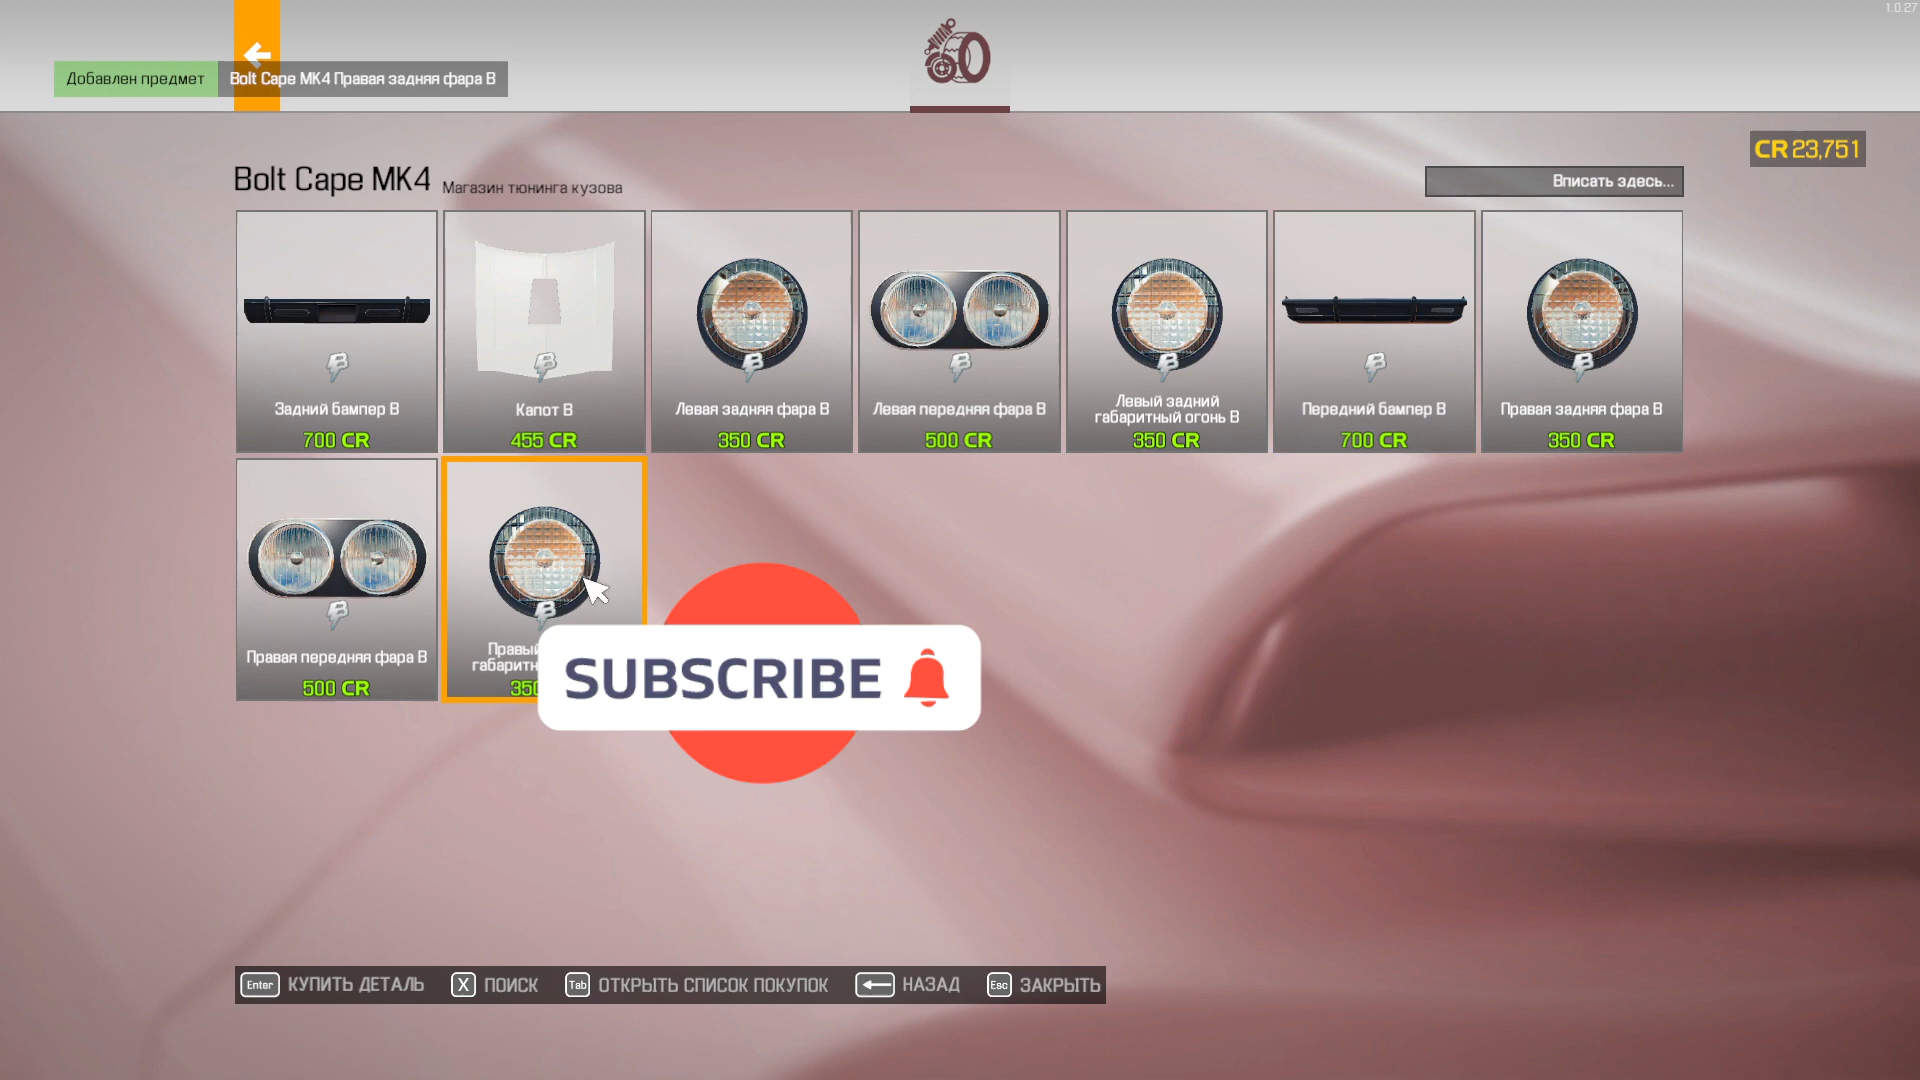 1.0.27
Добавлен предмет
Bolt Cape MK4 Правая задняя фара B
CR 23,751
Bolt Cape MK4 Магазин тюнинга кузова
Вписать здесь...
Задний бампер B
700 CR
Капот B
455 CR
Левая задняя фара B
350 CR
Левая передняя фара B
500 CR
Левый задний
габаритный огонь B
350 CR
Передний бампер B
700 CR
Правая задняя фара B
350 CR
Правая передняя фара B
500 CR
SUBSCRIBE
Enter КУПИТЬ ДЕТАЛЬ X ПОИСК Tab ОТКРЫТЬ СПИСОК ПОКУПОК НАЗАД Esc ЗАКРЫТЬ